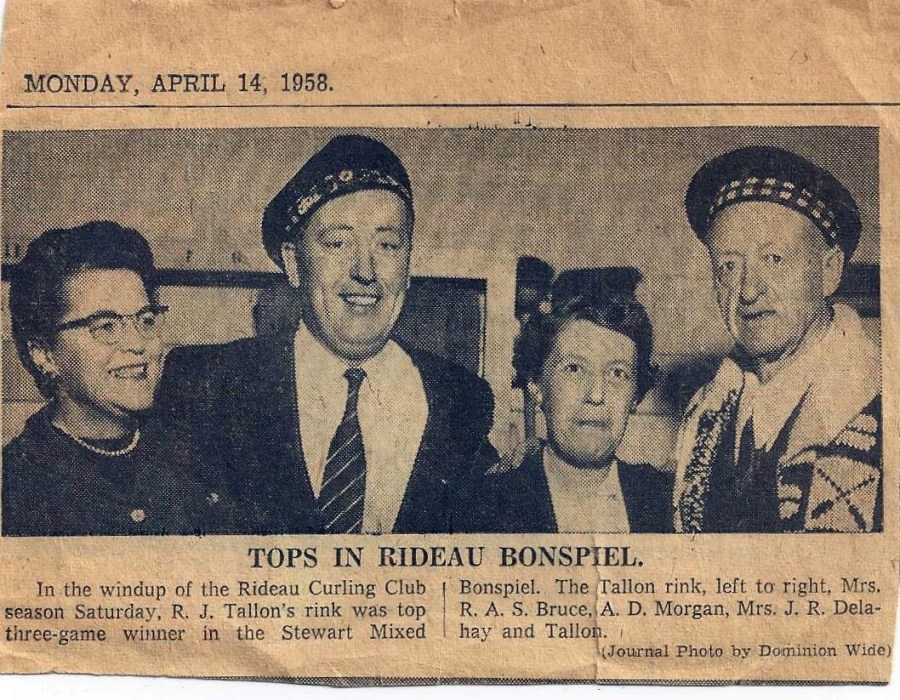 MONDAY, APRIL 14, 1958.
TOPS IN RIDEAU BONSPIEL.
In the windup of the Rideau Curling Club
season Saturday, R. J. Tallon's rink was top
three-game winner in the Stewart Mixed
Bonspiel. The Tallon rink, left to right, Mrs.
R. A. S. Bruce, A. D. Morgan, Mrs. J. R. Dela-
hay and Tallon.
(Journal Photo by Dominion Wide)